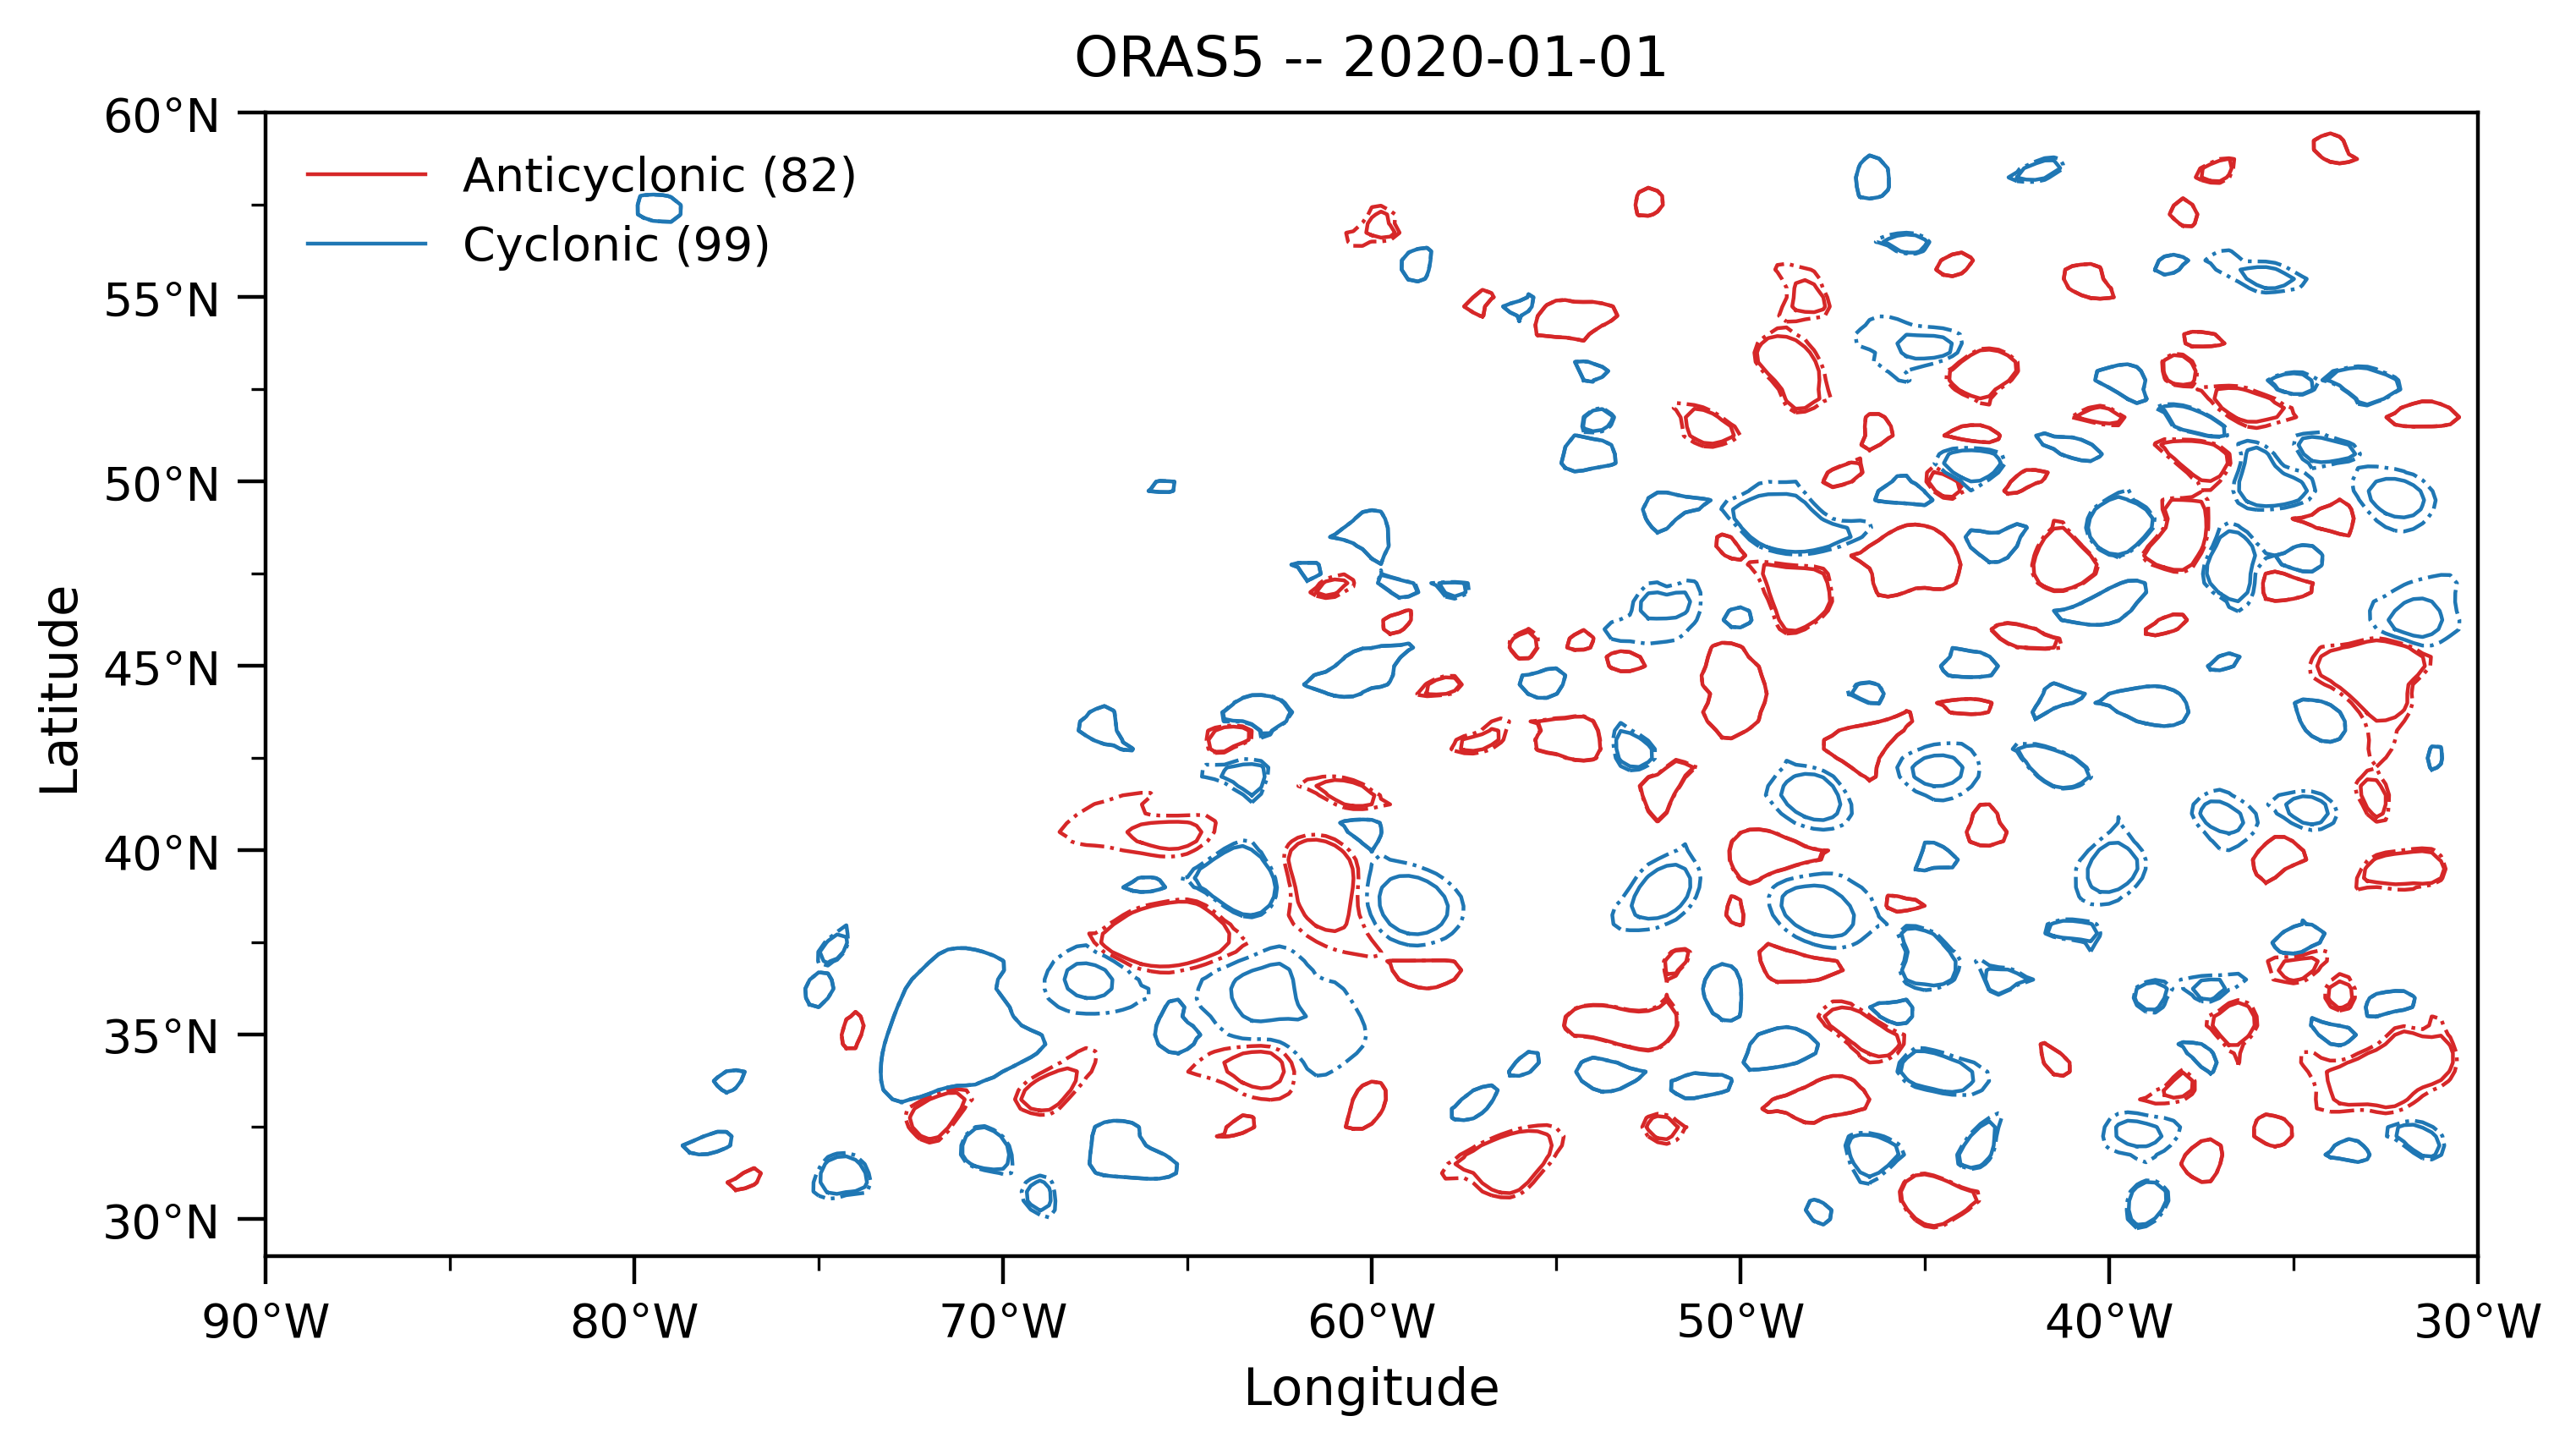 ORAS5 -- 2020-01-01
60°N
55°N
50°N
45°N
40°N
35°N
30°N
Latitude
Anticyclonic (82)
Cyclonic (99)
90°W
80°W
70°W
60°W
50°W
40°W
30°W
Longitude